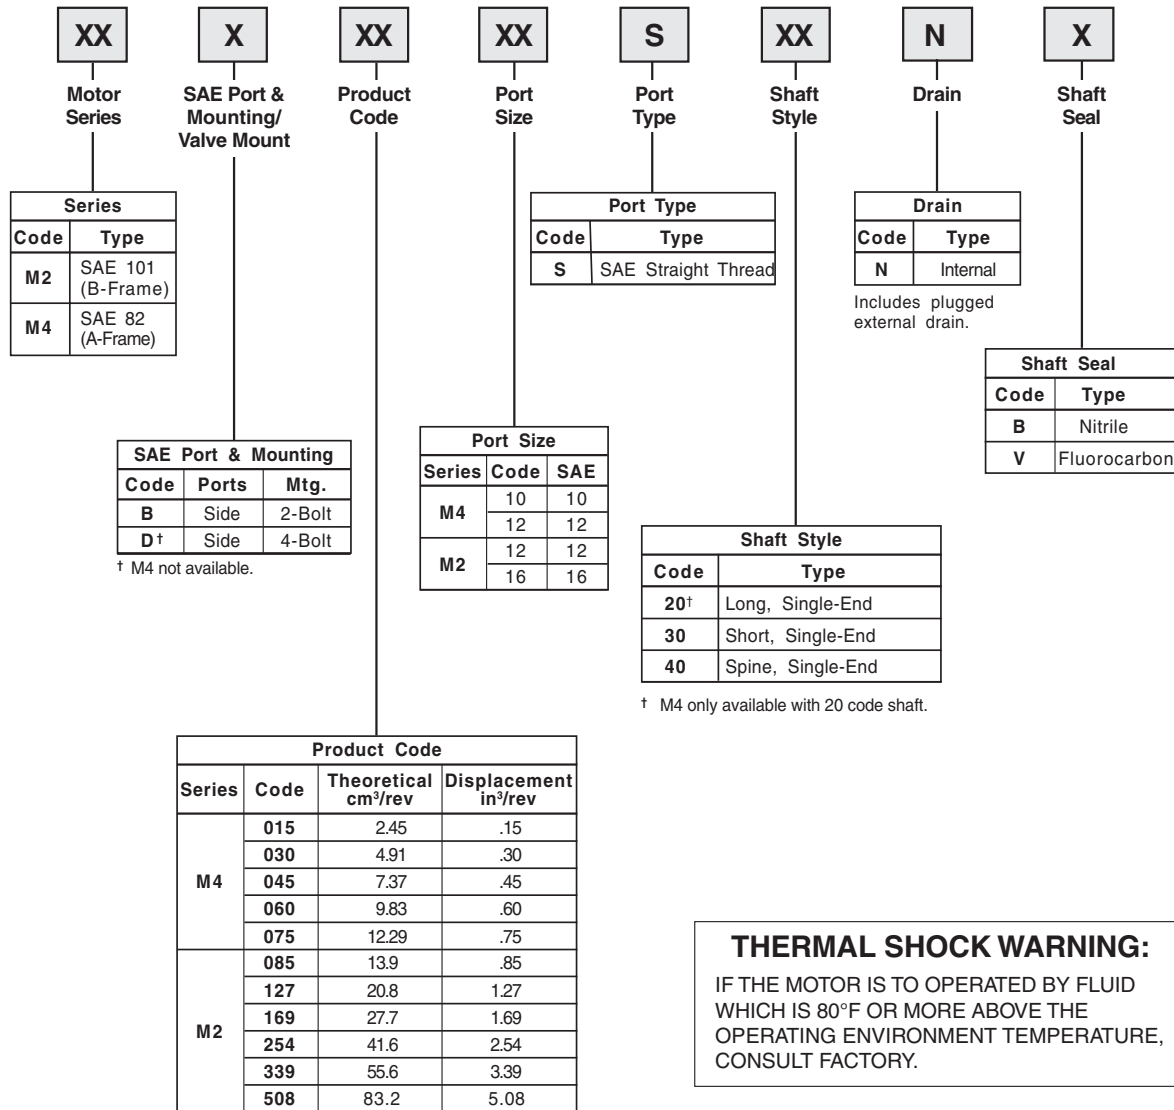 XX X XX XX S XX N X
Motor Series
SAE Port & Mounting/ Valve Mount
Product Code
Port Size
Port Type
Shaft Style
Drain
Shaft Seal
Series
Code Type
M2 SAE 101 (B-Frame)
M4 SAE 82 (A-Frame)
Port Type
Code Type
S SAE Straight Thread
Drain
Code Type
N Internal
Includes plugged
external drain.
Shaft Seal
Code Type
B Nitrile
V Fluorocarbon
SAE Port & Mounting
Code Ports Mtg.
B Side 2-Bolt
D† Side 4-Bolt
† M4 not available.
Port Size
Series Code SAE
M4 10 10
12 12
M2 12 12
16 16
Shaft Style
Code Type
20† Long, Single-End
30 Short, Single-End
40 Spine, Single-End
† M4 only available with 20 code shaft.
Product Code
Series Code Theoretical cm³/rev Displacement in³/rev
M4
015 2.45 .15
030 4.91 .30
045 7.37 .45
060 9.83 .60
075 12.29 .75
M2
085 13.9 .85
127 20.8 1.27
169 27.7 1.69
254 41.6 2.54
339 55.6 3.39
508 83.2 5.08
THERMAL SHOCK WARNING:
IF THE MOTOR IS TO OPERATED BY FLUID
WHICH IS 80°F OR MORE ABOVE THE
OPERATING ENVIRONMENT TEMPERATURE,
CONSULT FACTORY.